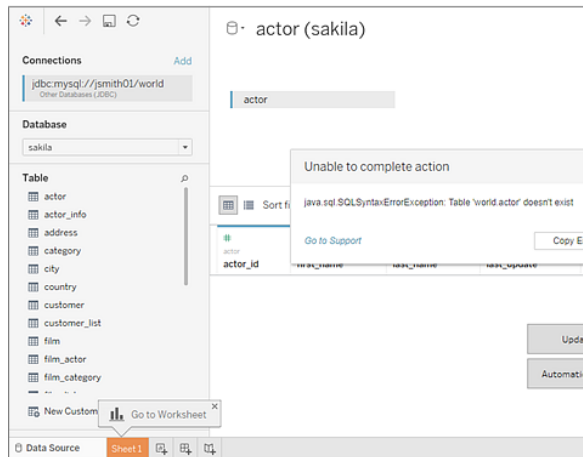 actor (sakila)
Connections
Add
jdbc:mysql://jsmith01/world
Other Databases (JDBC)
Database
sakila
Table
actor
actor_info
address
category
city
country
customer
customer_list
film
film_actor
film_category
New Custom
actor
Unable to complete action
java.sql.SQLSyntaxErrorException: Table 'world.actor' doesn't exist
Go to Support
Copy E
Sort fi
actor
actor_id
first_name
last_name
last_update
Upda
Automatic
Go to Worksheet
Data Source
Sheet 1